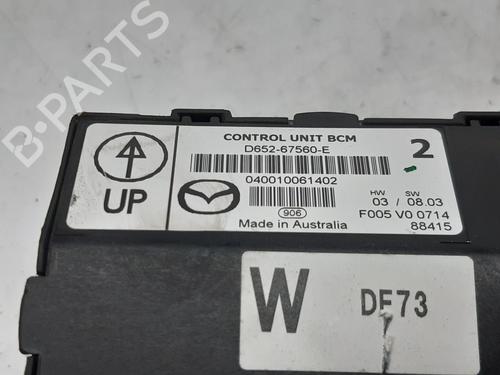 CONTROL UNIT BCM
D652-67560-E
2
UP
040010061402
HW SW
03 / 08.03
906
F005 V0 0714
Made in Australia
88415
W
DF73
B-PARTS